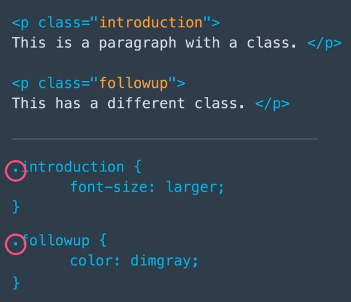 <p class="introduction">
This is a paragraph with a class. </p>
<p class="followup">
This has a different class. </p>
.introduction {
font-size: larger;
}
.followup {
color: dimgray;
}